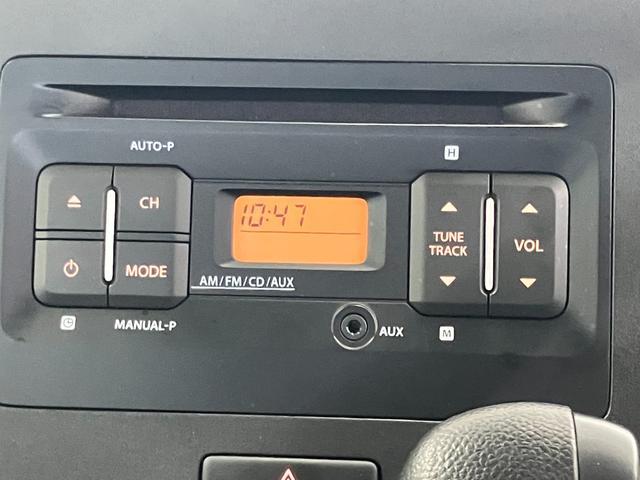 AUTO-P
H
CH
10:47
TUNE
TRACK
VOL
MODE
AM/FM/CD/AUX
MANUAL-P
AUX
M